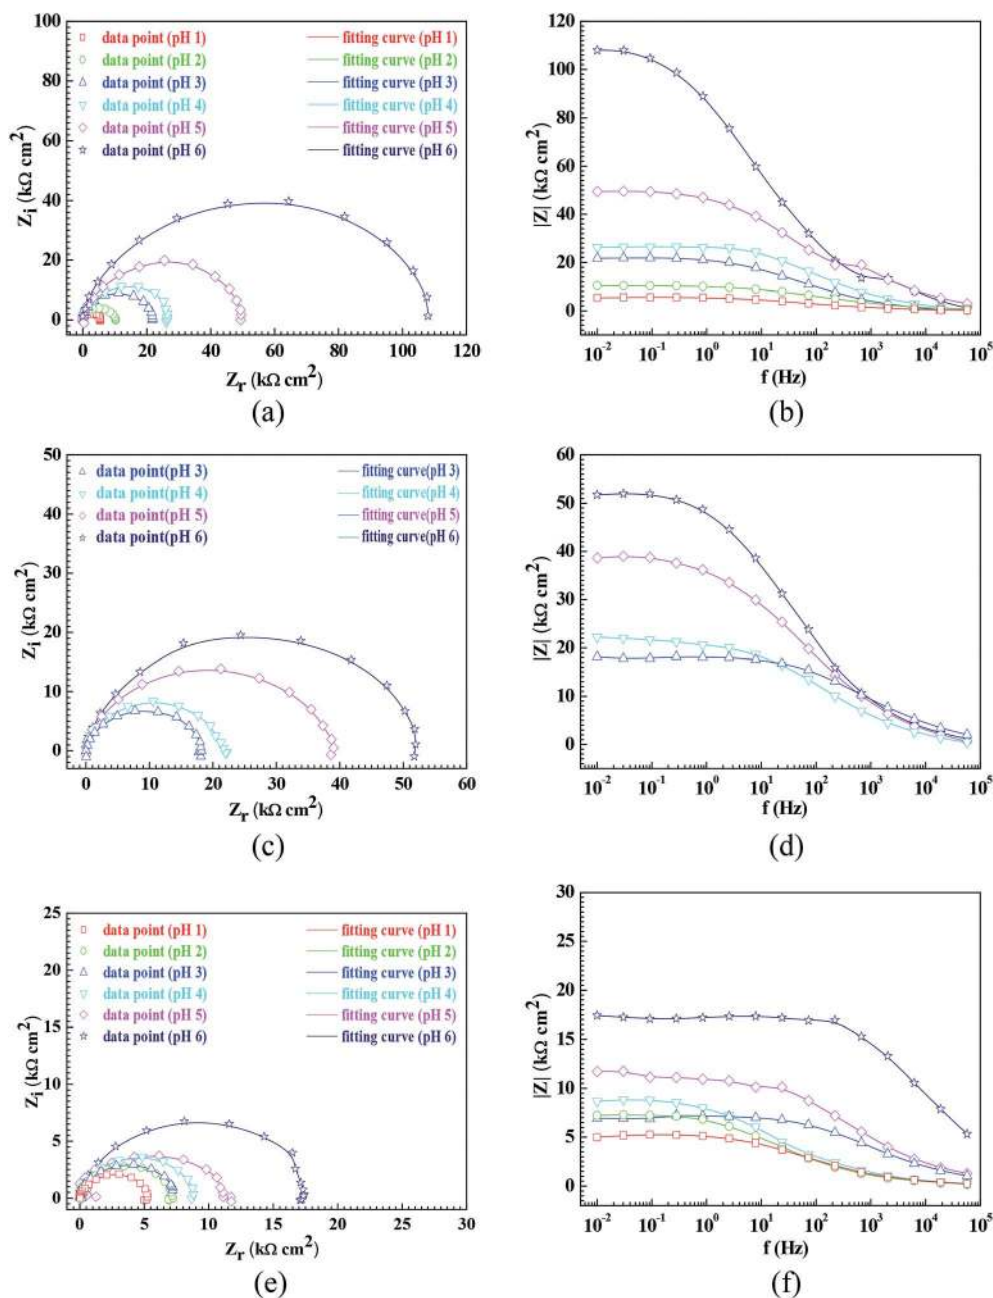 100
80
60
40
20
0
Z_i (kΩ cm²)
data point (pH 1)
data point (pH 2)
data point (pH 3)
data point (pH 4)
data point (pH 5)
data point (pH 6)
fitting curve (pH 1)
fitting curve (pH 2)
fitting curve (pH 3)
fitting curve (pH 4)
fitting curve (pH 5)
fitting curve (pH 6)
0 20 40 60 80 100 120
Z_r (kΩ cm²)
(a)
120
100
80
60
40
20
0
|Z| (kΩ cm²)
10⁻² 10⁻¹ 10⁰ 10¹ 10² 10³ 10⁴ 10⁵
f (Hz)
(b)
50
40
30
20
10
0
Z_i (kΩ cm²)
data point(pH 3)
data point(pH 4)
data point(pH 5)
data point(pH 6)
fitting curve(pH 3)
fitting curve(pH 4)
fitting curve(pH 5)
fitting curve(pH 6)
0 10 20 30 40 50 60
Z_r (kΩ cm²)
(c)
60
50
40
30
20
10
0
|Z| (kΩ cm²)
10⁻² 10⁻¹ 10⁰ 10¹ 10² 10³ 10⁴ 10⁵
f (Hz)
(d)
25
20
15
10
5
0
Z_i (kΩ cm²)
data point (pH 1)
data point (pH 2)
data point (pH 3)
data point (pH 4)
data point (pH 5)
data point (pH 6)
fitting curve (pH 1)
fitting curve (pH 2)
fitting curve (pH 3)
fitting curve (pH 4)
fitting curve (pH 5)
fitting curve (pH 6)
0 5 10 15 20 25 30
Z_r (kΩ cm²)
(e)
30
25
20
15
10
5
0
|Z| (kΩ cm²)
10⁻² 10⁻¹ 10⁰ 10¹ 10² 10³ 10⁴ 10⁵
f (Hz)
(f)